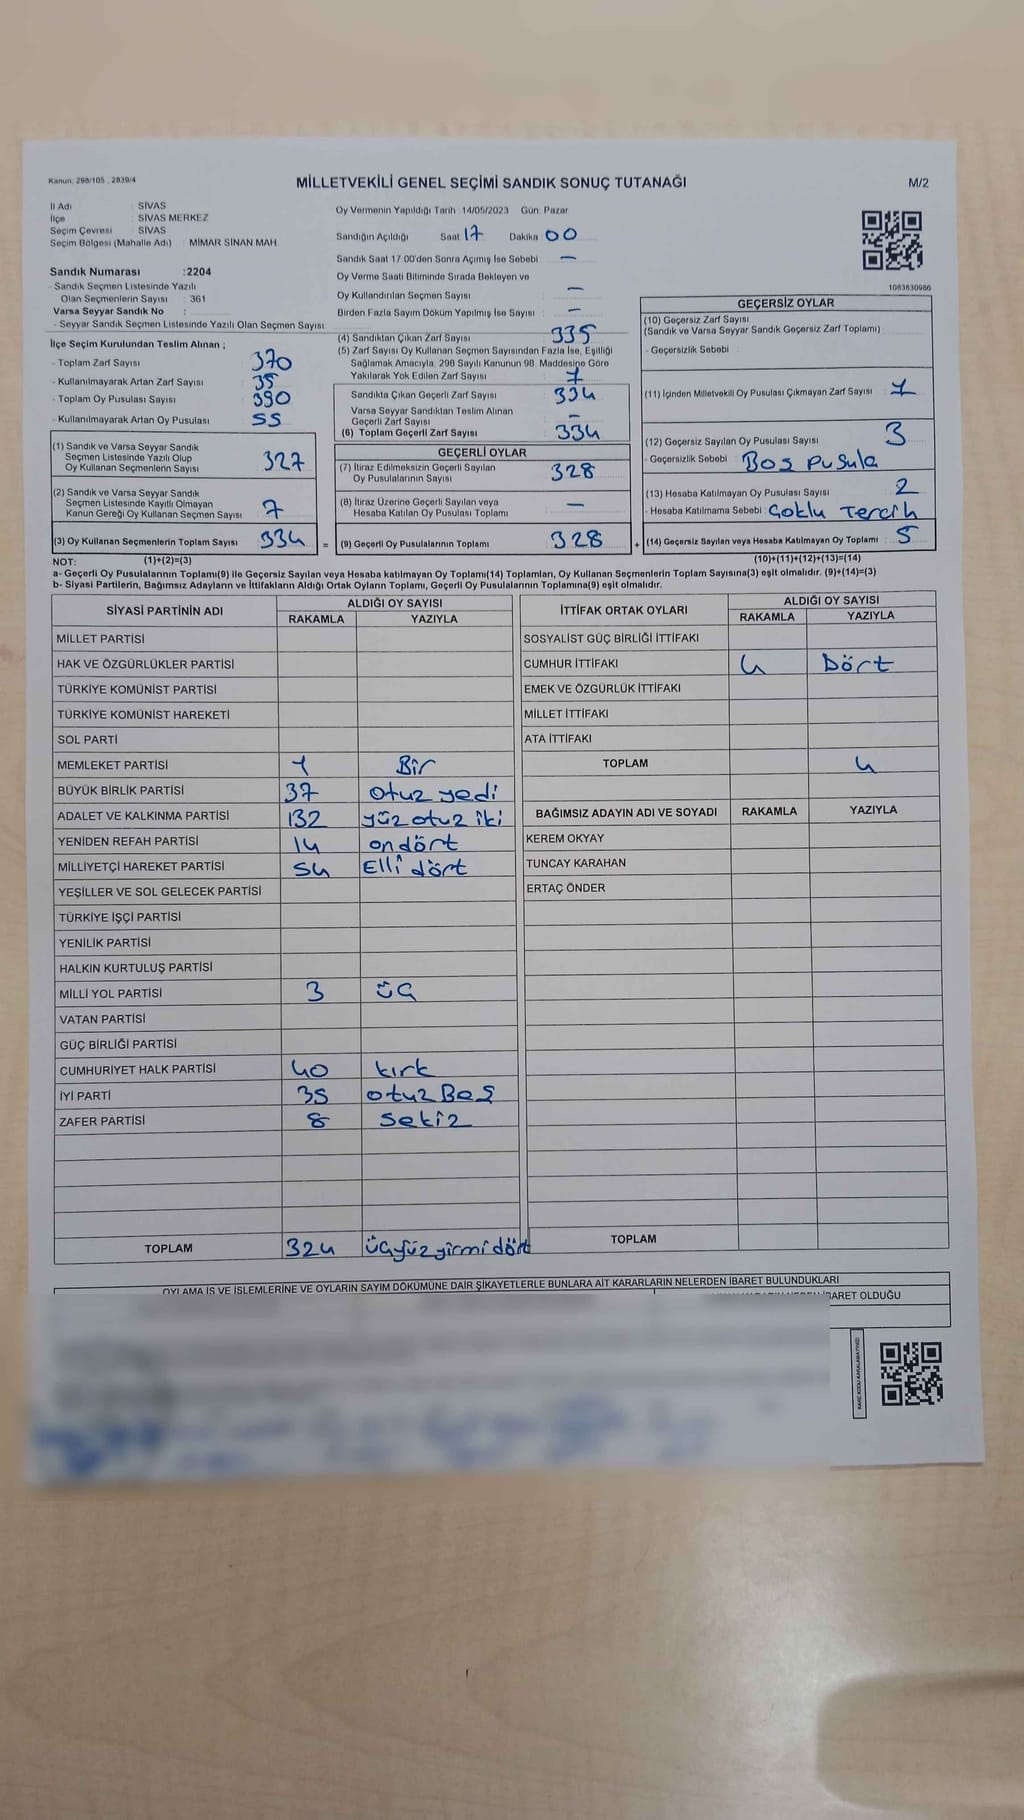 Kanun: 298/105 , 2839/4
MİLLETVEKİLİ GENEL SEÇİMİ SANDIK SONUÇ TUTANAĞI
M/2
İl Adı : SİVAS
İlçe : SİVAS MERKEZ
Seçim Çevresi : SİVAS
Seçim Bölgesi (Mahalle Adı) : MİMAR SİNAN MAH.
Sandık Numarası :2204
- Sandık Seçmen Listesinde Yazılı
Olan Seçmenlerin Sayısı : 361
Varsa Seyyar Sandık No :
- Seyyar Sandık Seçmen Listesinde Yazılı Olan Seçmen Sayısı :
İlçe Seçim Kurulundan Teslim Alınan ;
- Toplam Zarf Sayısı 370
- Kullanılmayarak Artan Zarf Sayısı 35
- Toplam Oy Pusulası Sayısı 390
- Kullanılmayarak Artan Oy Pusulası 55
(1) Sandık ve Varsa Seyyar Sandık
Seçmen Listesinde Yazılı Olup
Oy Kullanan Seçmenlerin Sayısı 327
(2) Sandık ve Varsa Seyyar Sandık
Seçmen Listesinde Kayıtlı Olmayan
Kanun Gereği Oy Kullanan Seçmen Sayısı 7
(3) Oy Kullanan Seçmenlerin Toplam Sayısı 334
Oy Vermenin Yapıldığı Tarih 14/05/2023 Gün: Pazar
Sandığın Açıldığı Saat 17 Dakika 00
Sandık Saat 17:00'den Sonra Açımış İse Sebebi : —
Oy Verme Saati Bitiminde Sırada Bekleyen ve
Oy Kullandırılan Seçmen Sayısı : —
Birden Fazla Sayım Döküm Yapılmış İse Sayısı : —
(4) Sandıktan Çıkan Zarf Sayısı 335
(5) Zarf Sayısı Oy Kullanan Seçmen Sayısından Fazla İse, Eşitliği
Sağlamak Amacıyla, 298 Sayılı Kanunun 98. Maddesine Göre
Yakılarak Yok Edilen Zarf Sayısı 1
Sandıkta Çıkan Geçerli Zarf Sayısı 334
Varsa Seyyar Sandıktan Teslim Alınan
Geçerli Zarf Sayısı —
(6) Toplam Geçerli Zarf Sayısı 334
GEÇERLİ OYLAR
(7) İtiraz Edilmeksizin Geçerli Sayılan
Oy Pusulalarının Sayısı 328
(8) İtiraz Üzerine Geçerli Sayılan veya
Hesaba Katılan Oy Pusulası Toplamı —
= (9) Geçerli Oy Pusulalarının Toplamı 328
1083630986
GEÇERSİZ OYLAR
(10) Geçersiz Zarf Sayısı
(Sandık ve Varsa Seyyar Sandık Geçersiz Zarf Toplamı) :
- Geçersizlik Sebebi :
(11) İçinden Milletvekili Oy Pusulası Çıkmayan Zarf Sayısı 1
(12) Geçersiz Sayılan Oy Pusulası Sayısı 3
- Geçersizlik Sebebi : Boş pusula
(13) Hesaba Katılmayan Oy Pusulası Sayısı 2
- Hesaba Katılmama Sebebi : Çoklu Tercih
+ (14) Geçersiz Sayılan veya Hesaba Katılmayan Oy Toplamı 5
NOT: (1)+(2)=(3) (10)+(11)+(12)+(13)=(14)
a- Geçerli Oy Pusulalarının Toplamı(9) ile Geçersiz Sayılan veya Hesaba katılmayan Oy Toplamı(14) Toplamları, Oy Kullanan Seçmenlerin Toplam Sayısına(3) eşit olmalıdır. (9)+(14)=(3)
b- Siyasi Partilerin, Bağımsız Adayların ve İttifakların Aldığı Ortak Oyların Toplamı, Geçerli Oy Pusulalarının Toplamına(9) eşit olmalıdır.
SİYASİ PARTİNİN ADI ALDIĞI OY SAYISI
RAKAMLA YAZIYLA
MİLLET PARTİSİ
HAK VE ÖZGÜRLÜKLER PARTİSİ
TÜRKİYE KOMÜNİST PARTİSİ
TÜRKİYE KOMÜNİST HAREKETİ
SOL PARTİ
MEMLEKET PARTİSİ 1 Bir
BÜYÜK BİRLİK PARTİSİ 37 otuz yedi
ADALET VE KALKINMA PARTİSİ 132 yüz otuz iki
YENİDEN REFAH PARTİSİ 14 on dört
MİLLİYETÇİ HAREKET PARTİSİ 54 Elli dört
YEŞİLLER VE SOL GELECEK PARTİSİ
TÜRKİYE İŞÇİ PARTİSİ
YENİLİK PARTİSİ
HALKIN KURTULUŞ PARTİSİ
MİLLİ YOL PARTİSİ 3 üç
VATAN PARTİSİ
GÜÇ BİRLİĞİ PARTİSİ
CUMHURİYET HALK PARTİSİ 40 kırk
İYİ PARTİ 35 otuz Beş
ZAFER PARTİSİ 8 sekiz
TOPLAM 324 üçyüz yirmi dört
İTTİFAK ORTAK OYLARI ALDIĞI OY SAYISI
RAKAMLA YAZIYLA
SOSYALİST GÜÇ BİRLİĞİ İTTİFAKI
CUMHUR İTTİFAKI 4 Dört
EMEK VE ÖZGÜRLÜK İTTİFAKI
MİLLET İTTİFAKI
ATA İTTİFAKI
TOPLAM 4
BAĞIMSIZ ADAYIN ADI VE SOYADI RAKAMLA YAZIYLA
KEREM OKYAY
TUNCAY KARAHAN
ERTAÇ ÖNDER
TOPLAM
OYLAMA İŞ VE İŞLEMLERİNE VE OYLARIN SAYIM DÖKÜMÜNE DAİR ŞİKAYETLERLE BUNLARA AİT KARARLARIN NELERDEN İBARET BULUNDUKLARI
İBARET OLDUĞU